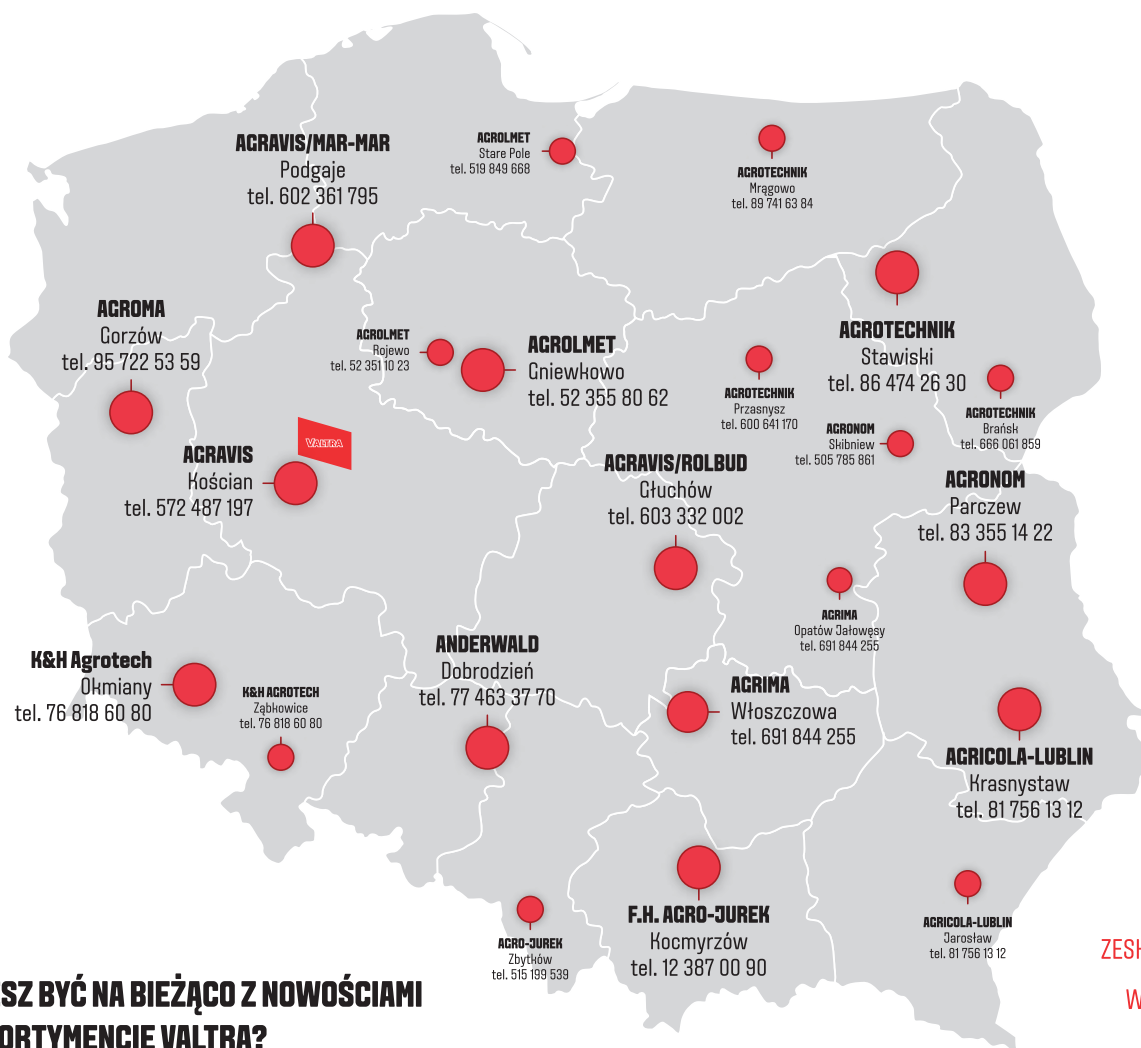 AGRAVIS/MAR-MAR
Podgaje
tel. 602 361 795
AGROLMET
Stare Pole
tel. 519 849 668
AGROTECHNIK
Mrągowo
tel. 89 741 63 84
AGROMA
Gorzów
tel. 95 722 53 59
AGROLMET
Rojewo
tel. 52 351 10 23
AGROLMET
Gniewkowo
tel. 52 355 80 62
AGROTECHNIK
Stawiski
tel. 86 474 26 30
AGROTECHNIK
Przasnysz
tel. 600 641 170
AGROTECHNIK
Brańsk
tel. 666 061 859
AGRONOM
Skibniew
tel. 505 785 861
VALTRA
AGRAVIS
Kościan
tel. 572 487 197
AGRAVIS/ROLBUD
Głuchów
tel. 603 332 002
AGRONOM
Parczew
tel. 83 355 14 22
AGRIMA
Opatów Jałowęsy
tel. 691 844 255
K&H Agrotech
Okmiany
tel. 76 818 60 80
K&H AGROTECH
Ząbkowice
tel. 76 818 60 80
ANDERWALD
Dobrodzień
tel. 77 463 37 70
AGRIMA
Włoszczowa
tel. 691 844 255
AGRICOLA-LUBLIN
Krasnystaw
tel. 81 756 13 12
AGRO-JUREK
Zbytków
tel. 515 199 539
F.H. AGRO-JUREK
Kocmyrzów
tel. 12 387 00 90
AGRICOLA-LUBLIN
Jarosław
tel. 81 756 13 12
SZ BYĆ NA BIEŻĄCO Z NOWOŚCIAMI
ORTYMENCIE VALTRA?
ZESK
W